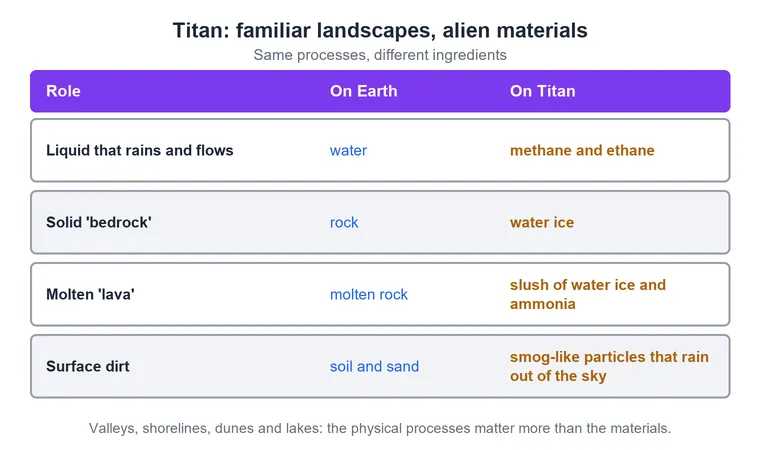 Titan: familiar landscapes, alien materials
Same processes, different ingredients
Role On Earth On Titan
Liquid that rains and flows water methane and ethane
Solid 'bedrock' rock water ice
Molten 'lava' molten rock slush of water ice and
ammonia
Surface dirt soil and sand smog-like particles that rain
out of the sky
Valleys, shorelines, dunes and lakes: the physical processes matter more than the materials.